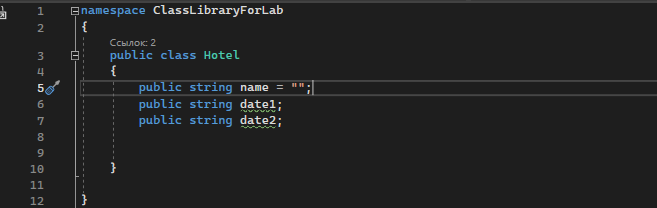 1 namespace ClassLibraryForLab
2 {
Ссылок: 2
3 public class Hotel
4 {
5 public string name = "";
6 public string date1;
7 public string date2;
8
9
10 }
11
12 }